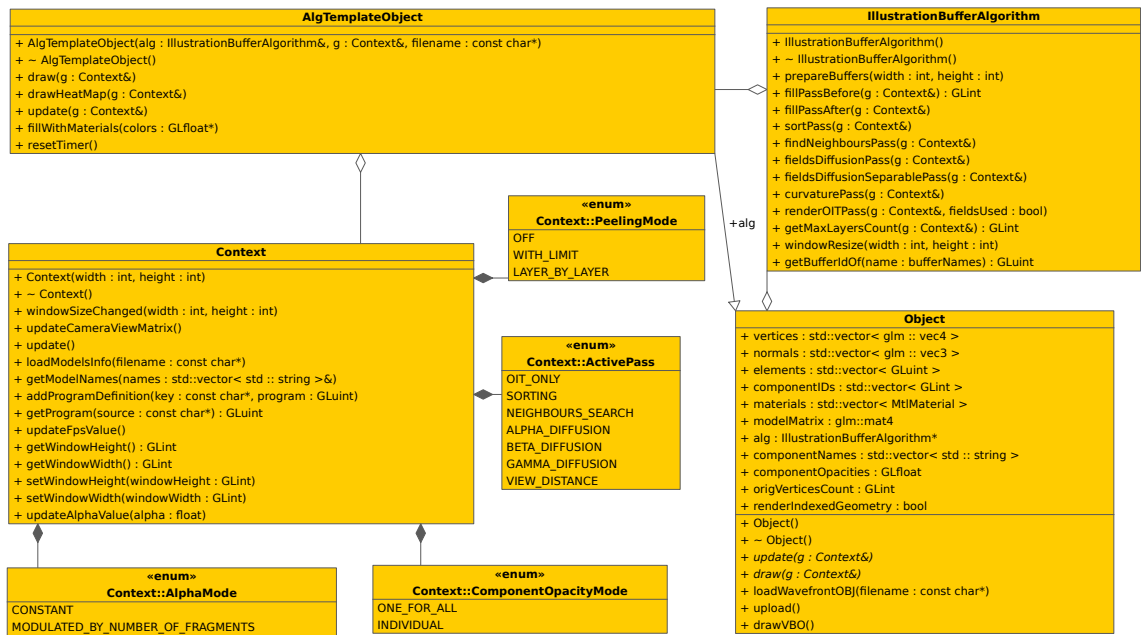 AlgTemplateObject
+ AlgTemplateObject(alg : IllustrationBufferAlgorithm&, g : Context&, filename : const char*)
+ ~ AlgTemplateObject()
+ draw(g : Context&)
+ drawHeatMap(g : Context&)
+ update(g : Context&)
+ fillWithMaterials(colors : GLfloat*)
+ resetTimer()
IllustrationBufferAlgorithm
+ IllustrationBufferAlgorithm()
+ ~ IllustrationBufferAlgorithm()
+ prepareBuffers(width : int, height : int)
+ fillPassBefore(g : Context&) : GLint
+ fillPassAfter(g : Context&)
+ sortPass(g : Context&)
+ findNeighboursPass(g : Context&)
+ fieldsDiffusionPass(g : Context&)
+ fieldsDiffusionSeparablePass(g : Context&)
+ curvaturePass(g : Context&)
+ renderOITPass(g : Context&, fieldsUsed : bool)
+ getMaxLayersCount(g : Context&) : GLint
+ windowResize(width : int, height : int)
+ getBufferIdOf(name : bufferNames) : GLuint
+alg
«enum»
Context::PeelingMode
OFF
WITH_LIMIT
LAYER_BY_LAYER
Context
+ Context(width : int, height : int)
+ ~ Context()
+ windowSizeChanged(width : int, height : int)
+ updateCameraViewMatrix()
+ update()
+ loadModelsInfo(filename : const char*)
+ getModelNames(names : std::vector< std :: string >&)
+ addProgramDefinition(key : const char*, program : GLuint)
+ getProgram(source : const char*) : GLuint
+ updateFpsValue()
+ getWindowHeight() : GLint
+ getWindowWidth() : GLint
+ setWindowHeight(windowHeight : GLint)
+ setWindowWidth(windowWidth : GLint)
+ updateAlphaValue(alpha : float)
«enum»
Context::ActivePass
OIT_ONLY
SORTING
NEIGHBOURS_SEARCH
ALPHA_DIFFUSION
BETA_DIFFUSION
GAMMA_DIFFUSION
VIEW_DISTANCE
Object
+ vertices : std::vector< glm :: vec4 >
+ normals : std::vector< glm :: vec3 >
+ elements : std::vector< GLuint >
+ componentIDs : std::vector< GLint >
+ materials : std::vector< MtlMaterial >
+ modelMatrix : glm::mat4
+ alg : IllustrationBufferAlgorithm*
+ componentNames : std::vector< std :: string >
+ componentOpacities : GLfloat
+ origVerticesCount : GLint
+ renderIndexedGeometry : bool
+ Object()
+ ~ Object()
+ update(g : Context&)
+ draw(g : Context&)
+ loadWavefrontOBJ(filename : const char*)
+ upload()
+ drawVBO()
«enum»
Context::AlphaMode
CONSTANT
MODULATED_BY_NUMBER_OF_FRAGMENTS
«enum»
Context::ComponentOpacityMode
ONE_FOR_ALL
INDIVIDUAL